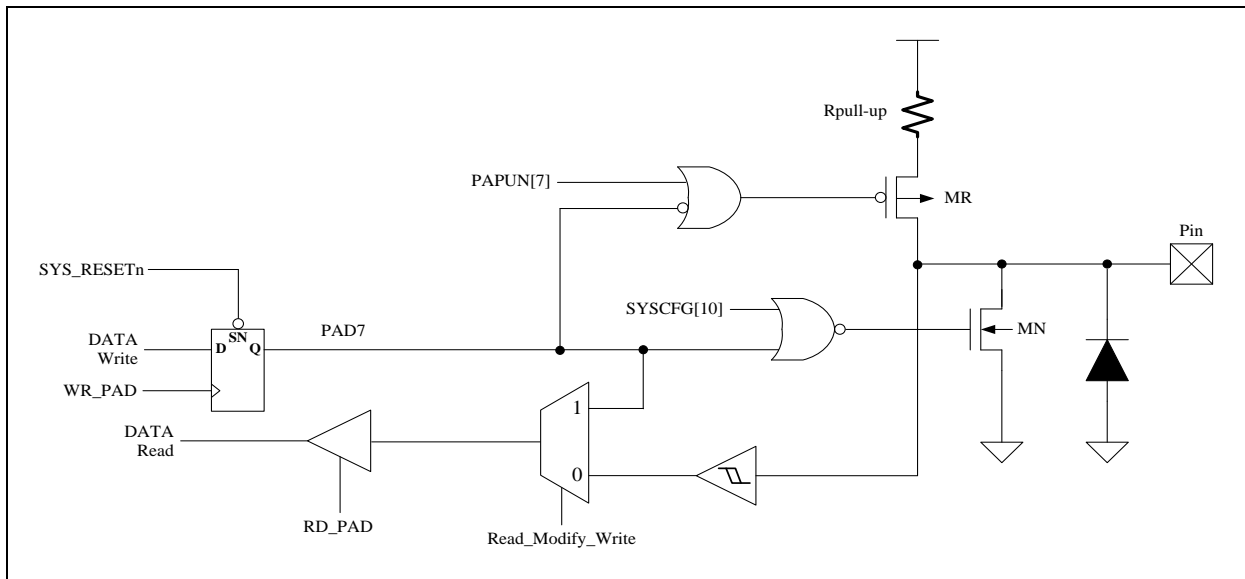 Rpull-up
PAPUN[7]
MR
Pin
SYS_RESETn
SYSCFG[10]
PAD7
MN
DATA
Write
D
SN
Q
WR_PAD
1
DATA
Read
0
RD_PAD
Read_Modify_Write